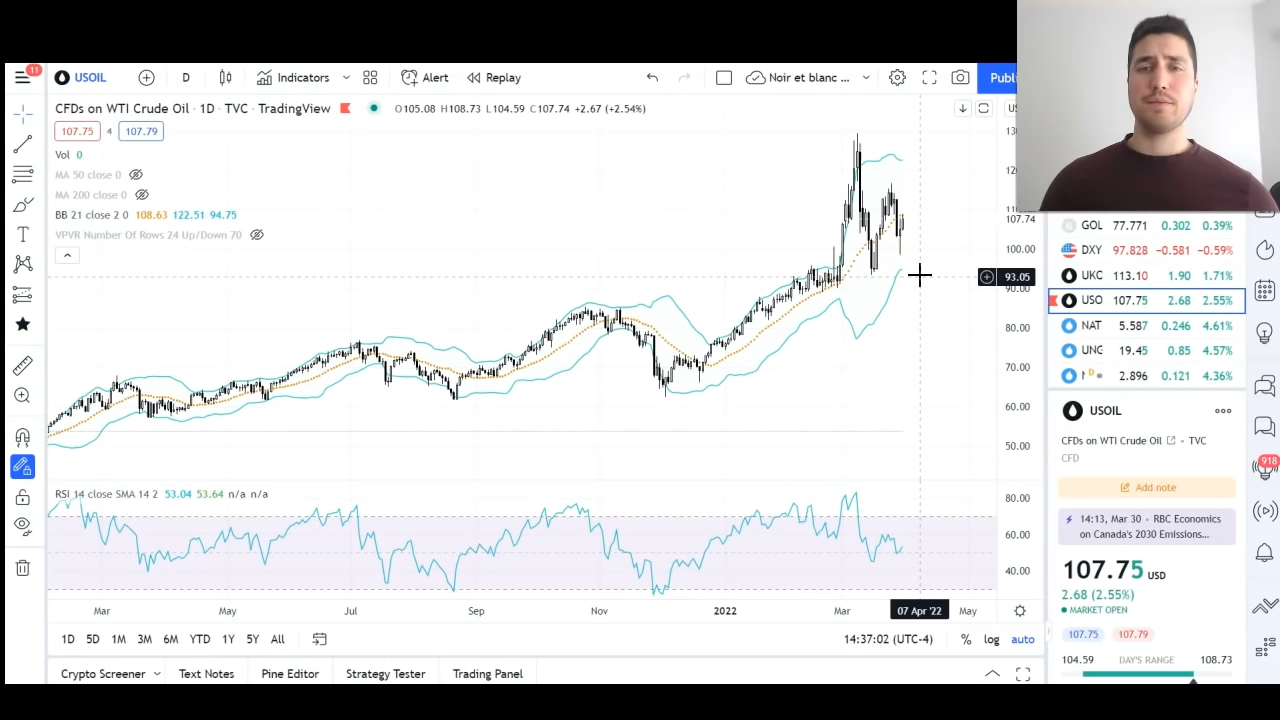 11
USOIL
D
Indicators
Alert
Replay
Noir et blanc ...
Publi
CFDs on WTI Crude Oil · 1D · TVC · TradingView
O105.08 H108.73 L104.59 C107.74 +2.67 (+2.54%)
107.75 4 107.79
Vol 0
MA 50 close 0
MA 200 close 0
BB 21 close 2 0 108.63 122.51 94.75
VPVR Number Of Rows 24 Up/Down 70
107.74
100.00
93.05
90.00
80.00
70.00
60.00
50.00
RSI 14 close SMA 14 2 53.04 53.64 n/a n/a
80.00
60.00
40.00
Mar May Jul Sep Nov 2022 Mar 07 Apr '22 May
1D 5D 1M 3M 6M YTD 1Y 5Y All
14:37:02 (UTC-4) % log auto
Crypto Screener Text Notes Pine Editor Strategy Tester Trading Panel
GOL 77.771 0.302 0.39%
DXY 97.828 −0.581 −0.59%
UKC 113.10 1.90 1.71%
USO 107.75 2.68 2.55%
NAT 5.587 0.246 4.61%
UNG 19.45 0.85 4.57%
D 2.896 0.121 4.36%
USOIL
CFDs on WTI Crude Oil • TVC
CFD
Add note
14:13, Mar 30 • RBC Economics
on Canada's 2030 Emissions...
107.75 USD
2.68 (2.55%)
MARKET OPEN
107.75 107.79
104.59 DAY'S RANGE 108.73
918